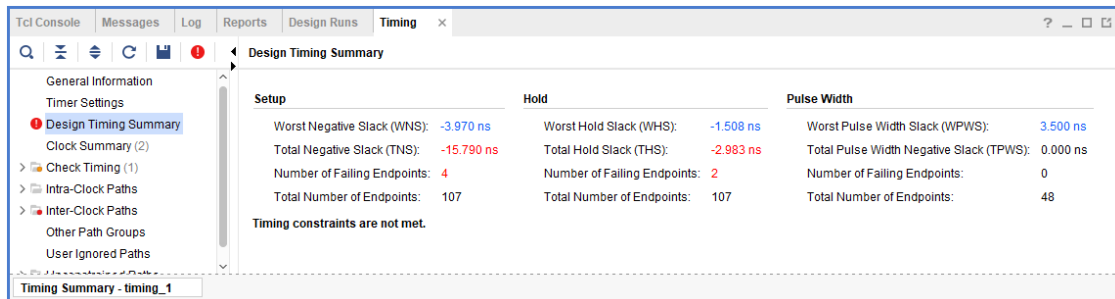 Tcl Console Messages Log Reports Design Runs Timing × ?
Design Timing Summary
General Information
Timer Settings
Design Timing Summary
Clock Summary (2)
> Check Timing (1)
> Intra-Clock Paths
> Inter-Clock Paths
Other Path Groups
User Ignored Paths
> Unconstrained Paths
Setup Hold Pulse Width
Worst Negative Slack (WNS): -3.970 ns Worst Hold Slack (WHS): -1.508 ns Worst Pulse Width Slack (WPWS): 3.500 ns
Total Negative Slack (TNS): -15.790 ns Total Hold Slack (THS): -2.983 ns Total Pulse Width Negative Slack (TPWS): 0.000 ns
Number of Failing Endpoints: 4 Number of Failing Endpoints: 2 Number of Failing Endpoints: 0
Total Number of Endpoints: 107 Total Number of Endpoints: 107 Total Number of Endpoints: 48
Timing constraints are not met.
Timing Summary - timing_1